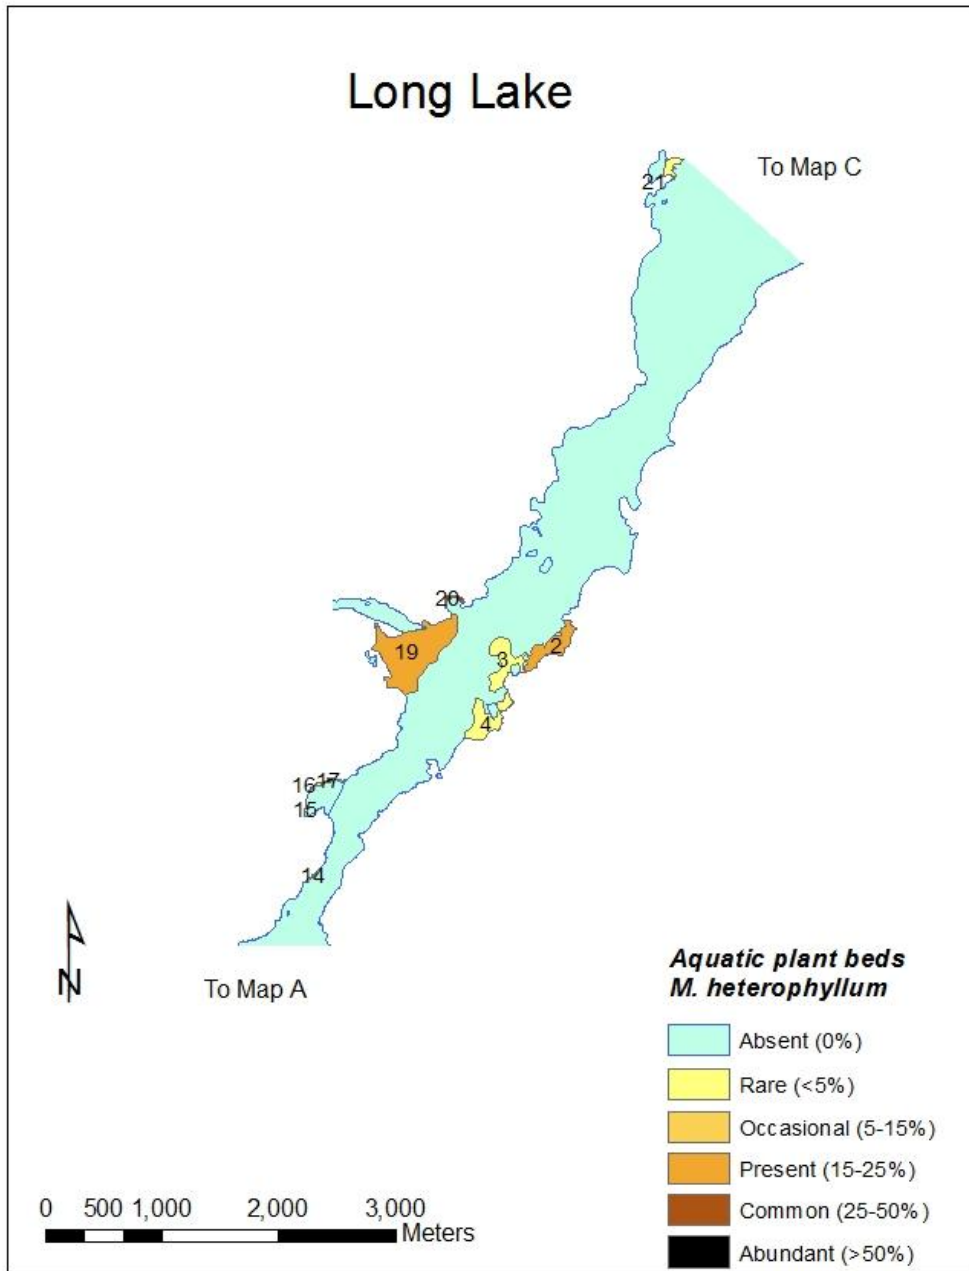 Long Lake
To Map C
21
20
19
2
3
4
16 17
15
14
N
To Map A
Aquatic plant beds
M. heterophyllum
Absent (0%)
Rare (<5%)
Occasional (5-15%)
Present (15-25%)
Common (25-50%)
Abundant (>50%)
0 500 1,000 2,000 3,000
Meters